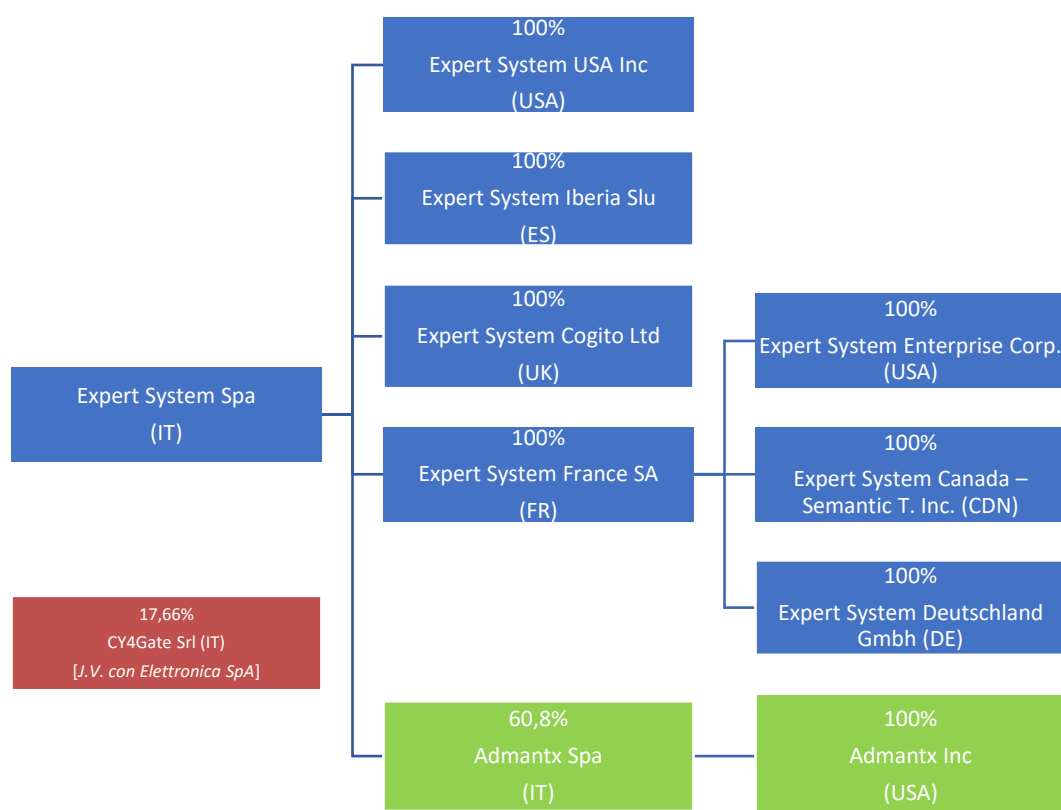 100%
Expert System USA Inc
(USA)
100%
Expert System Iberia Slu
(ES)
100%
Expert System Cogito Ltd
(UK)
100%
Expert System Enterprise Corp.
(USA)
Expert System Spa
(IT)
100%
Expert System France SA
(FR)
100%
Expert System Canada –
Semantic T. Inc. (CDN)
100%
Expert System Deutschland
Gmbh (DE)
17,66%
CY4Gate Srl (IT)
[J.V. con Elettronica SpA]
60,8%
Admantx Spa
(IT)
100%
Admantx Inc
(USA)